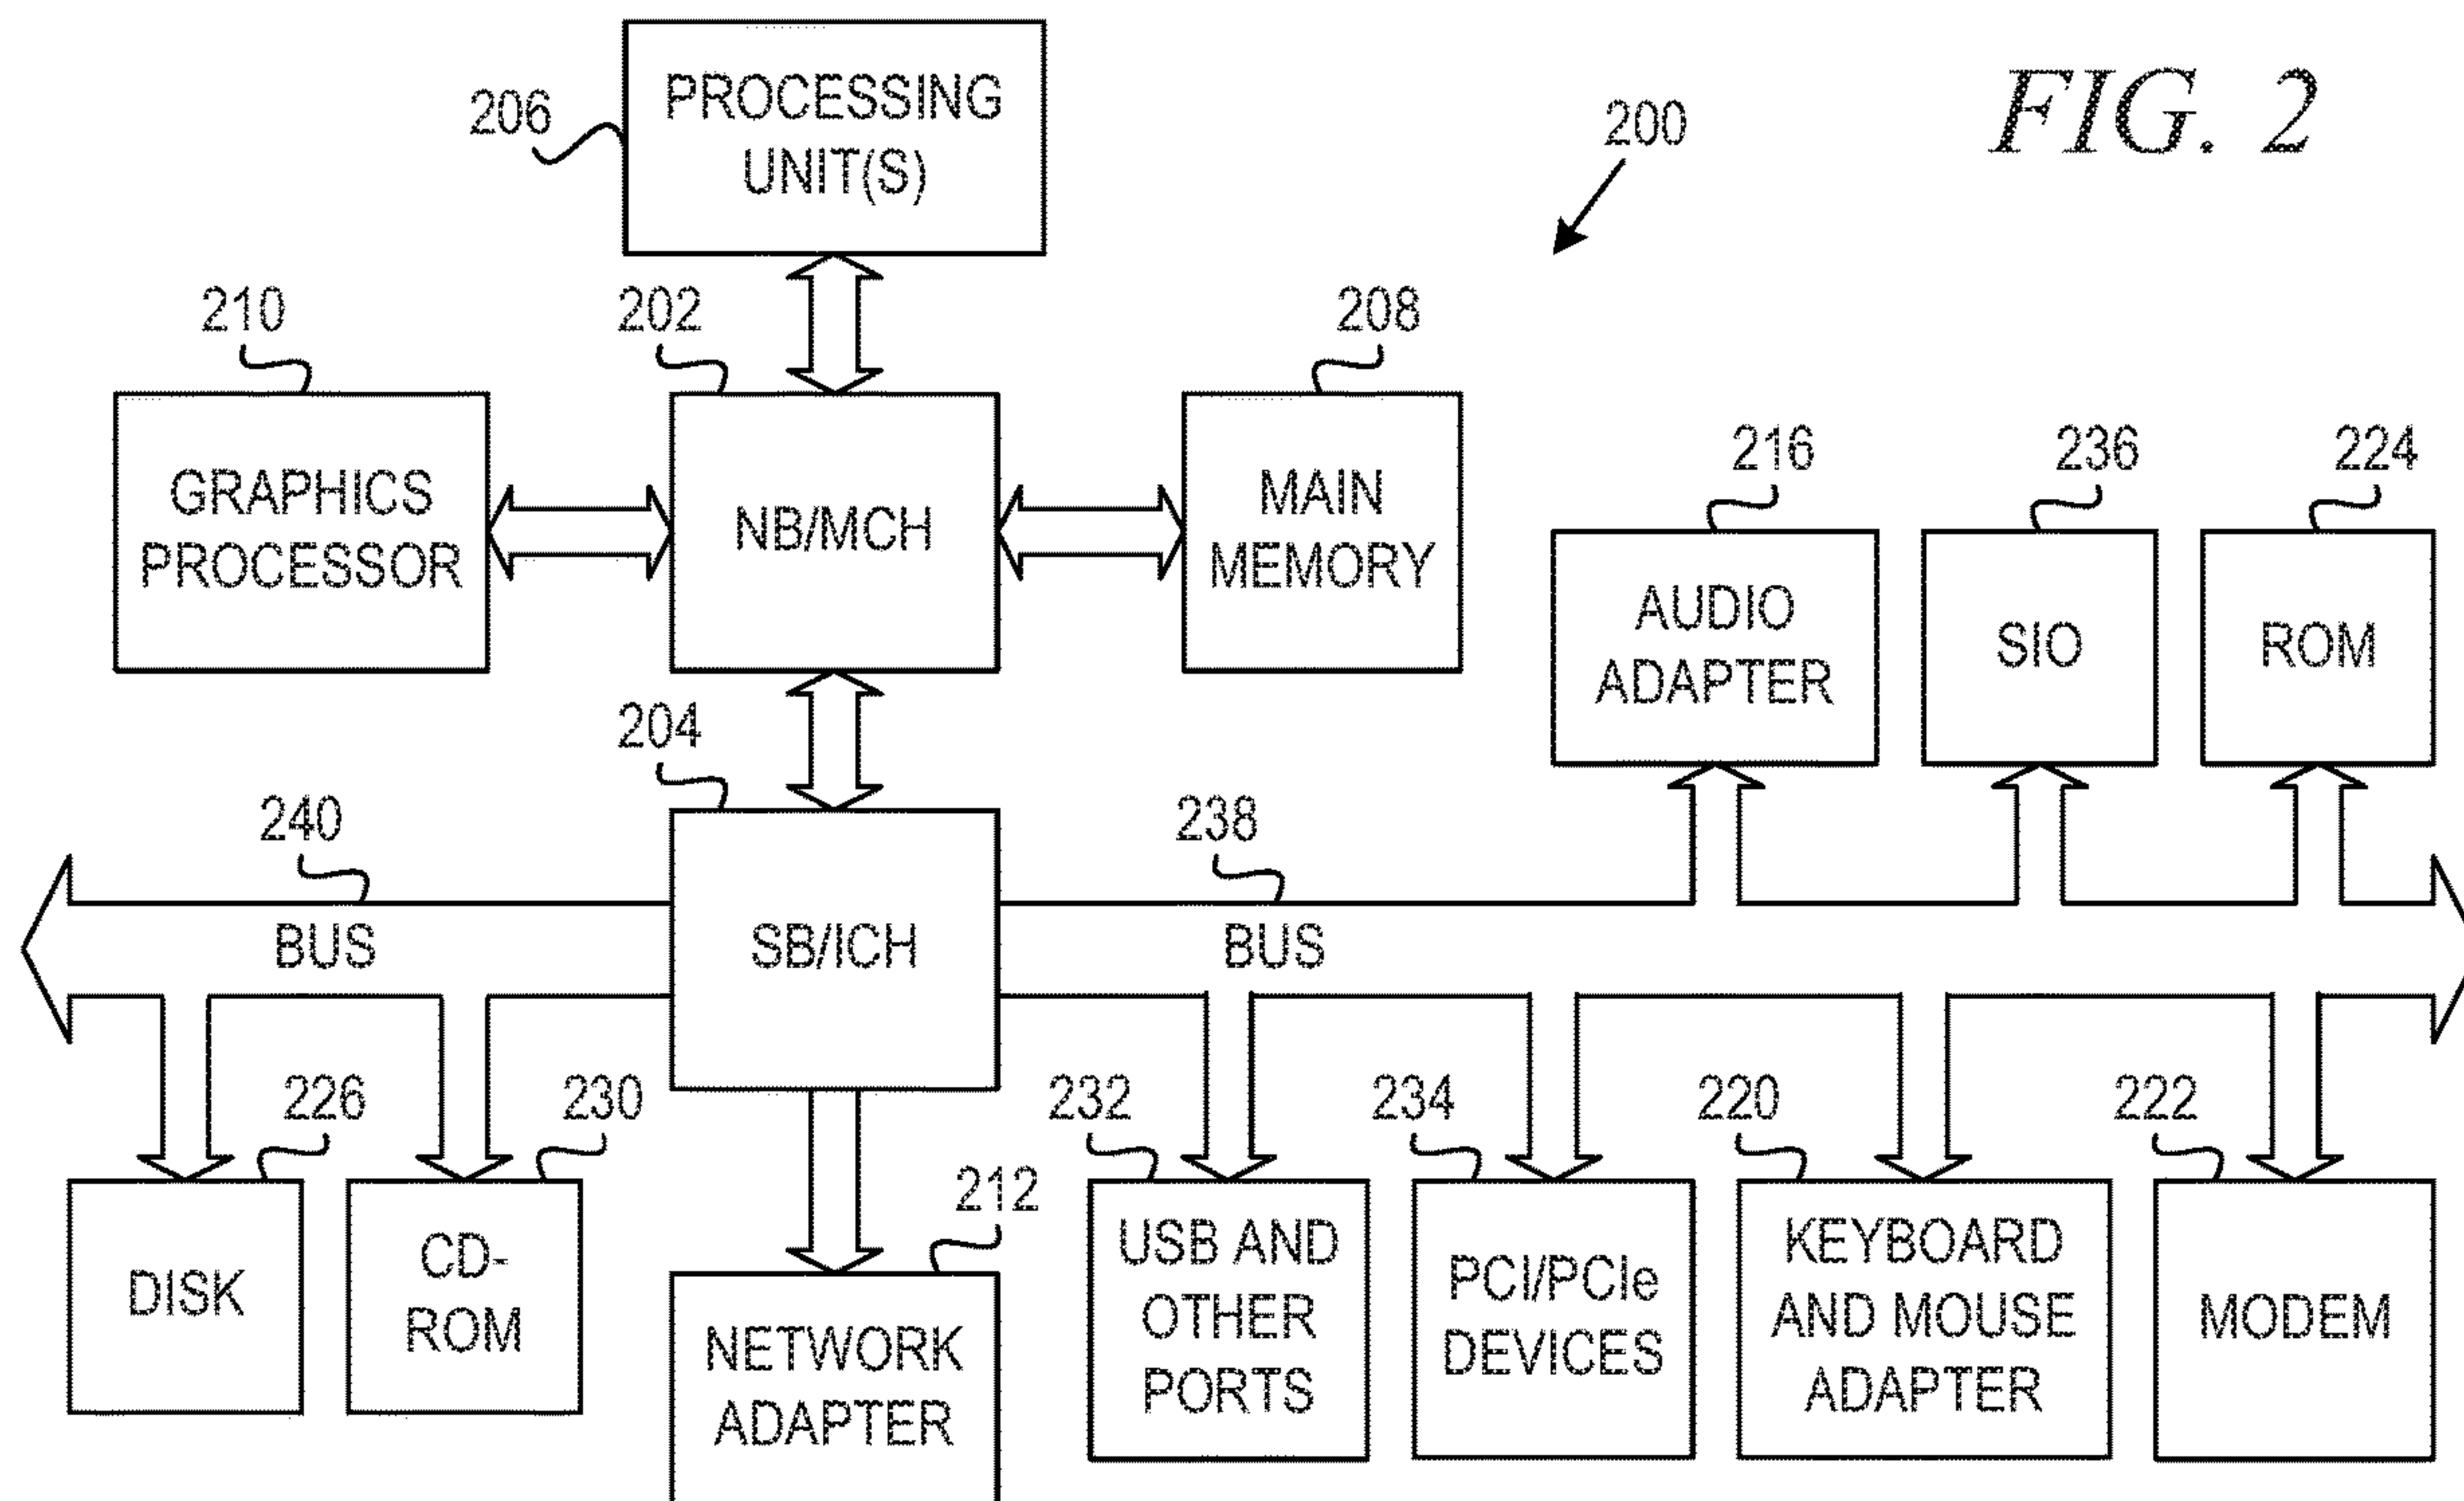 FIG. 2
200
206
PROCESSING
UNIT(S)
210
202
208
GRAPHICS
PROCESSOR
NB/MCH
MAIN
MEMORY
216
236
224
AUDIO
ADAPTER
SIO
ROM
204
240
238
BUS
SB/ICH
BUS
226
230
232
234
220
222
212
DISK
CD-
ROM
NETWORK
ADAPTER
USB AND
OTHER
PORTS
PCI/PCIe
DEVICES
KEYBOARD
AND MOUSE
ADAPTER
MODEM